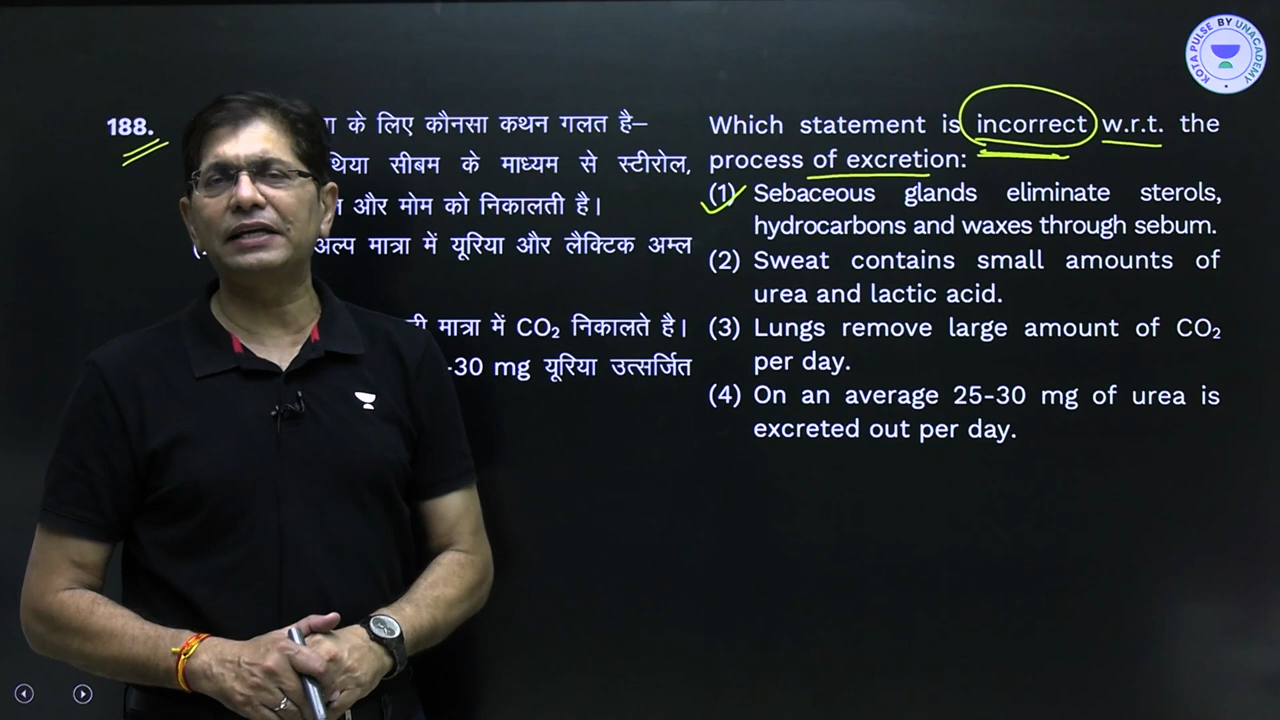 KOTA PULSE BY UNACADEMY
188.
के लिए कौनसा कथन गलत है–
सीबम के माध्यम से स्टीरोल,
और मोम को निकालती है।
अल्प मात्रा में यूरिया और लैक्टिक अम्ल
मात्रा में CO₂ निकालते है।
-30 mg यूरिया उत्सर्जित
Which statement is incorrect w.r.t. the
process of excretion:
(1) Sebaceous glands eliminate sterols,
hydrocarbons and waxes through sebum.
(2) Sweat contains small amounts of
urea and lactic acid.
(3) Lungs remove large amount of CO₂
per day.
(4) On an average 25-30 mg of urea is
excreted out per day.